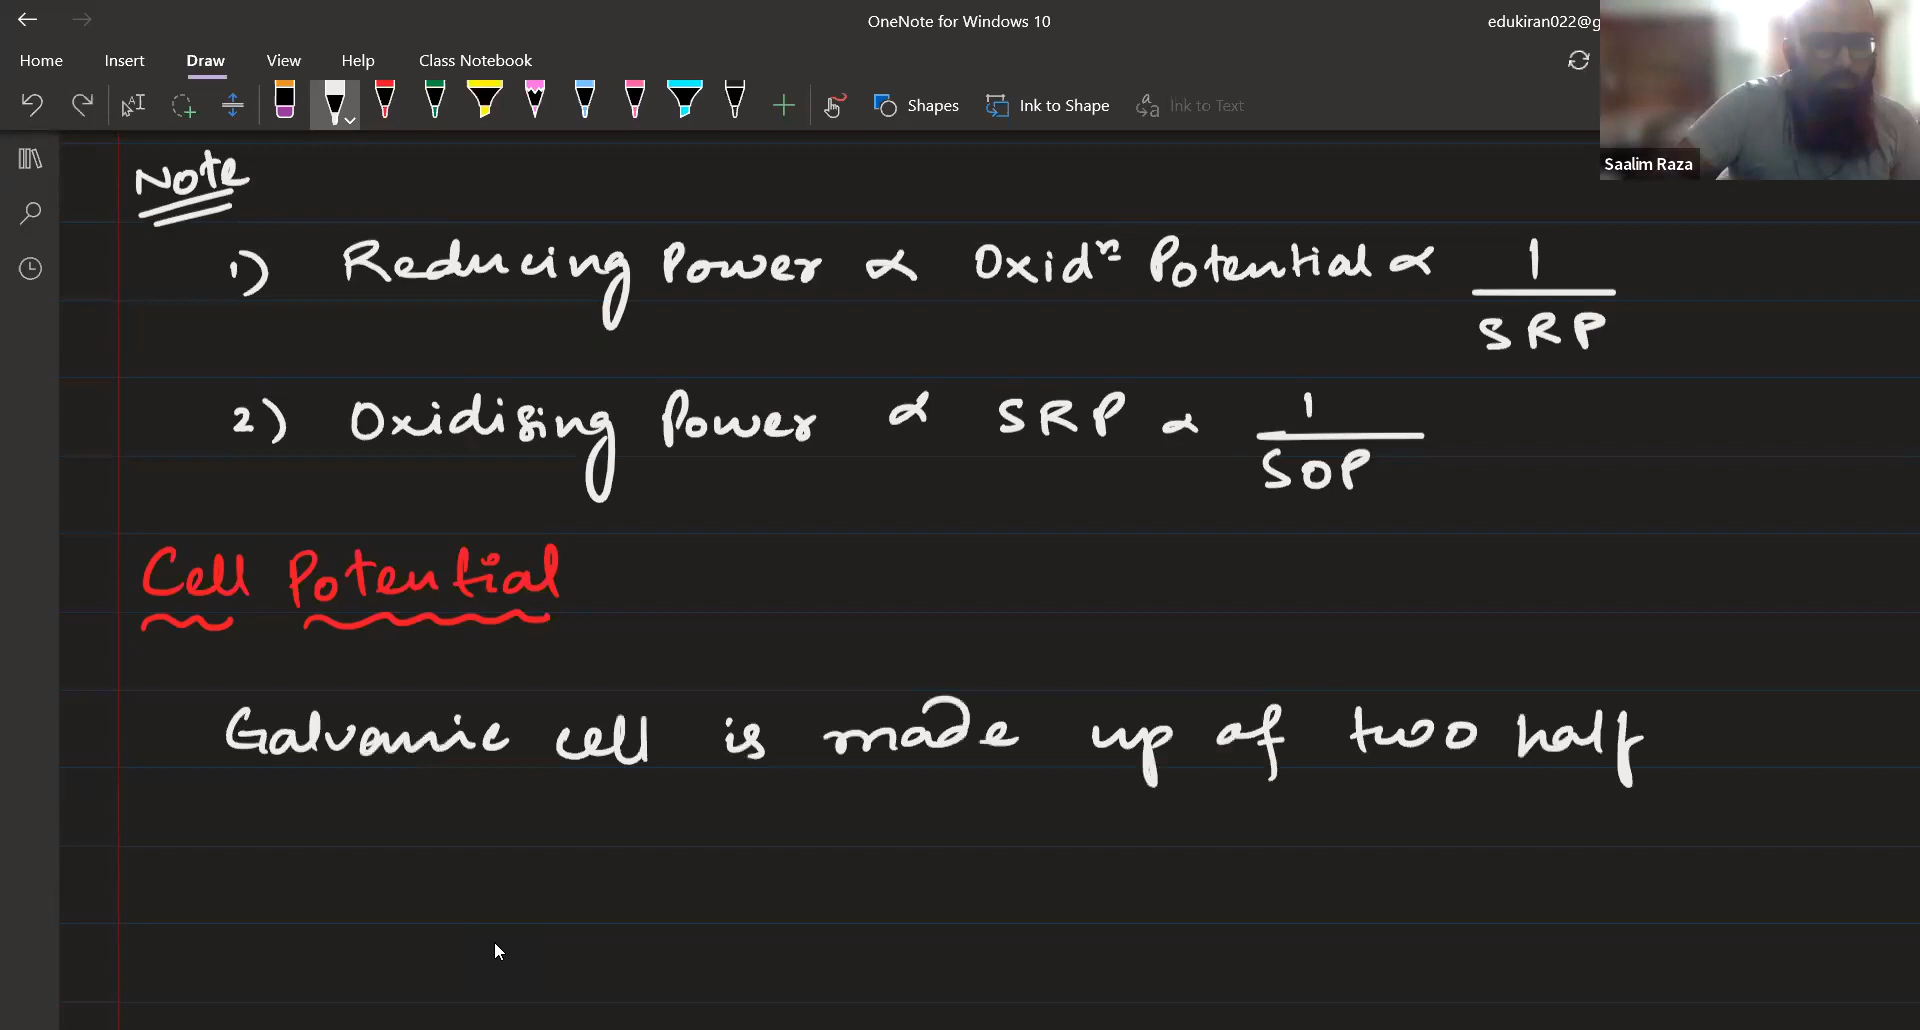 OneNote for Windows 10
edukiran022@g
Home Insert Draw View Help Class Notebook
Shapes Ink to Shape Ink to Text
Saalim Raza
Note
1) Reducing Power ∝ Oxidⁿ Potential ∝ 1/SRP
2) Oxidising Power ∝ SRP ∝ 1/SOP
Cell Potential
Galvanic cell is made up of two half